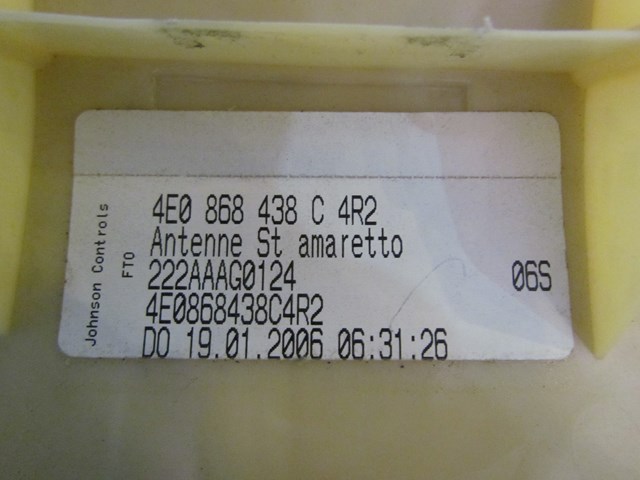 4E0 868 438 C 4R2
Antenne St amaretto
222AAAG0124 06S
4E0868438C4R2
DO 19.01.2006 06:31:26
Johnson Controls
FTO